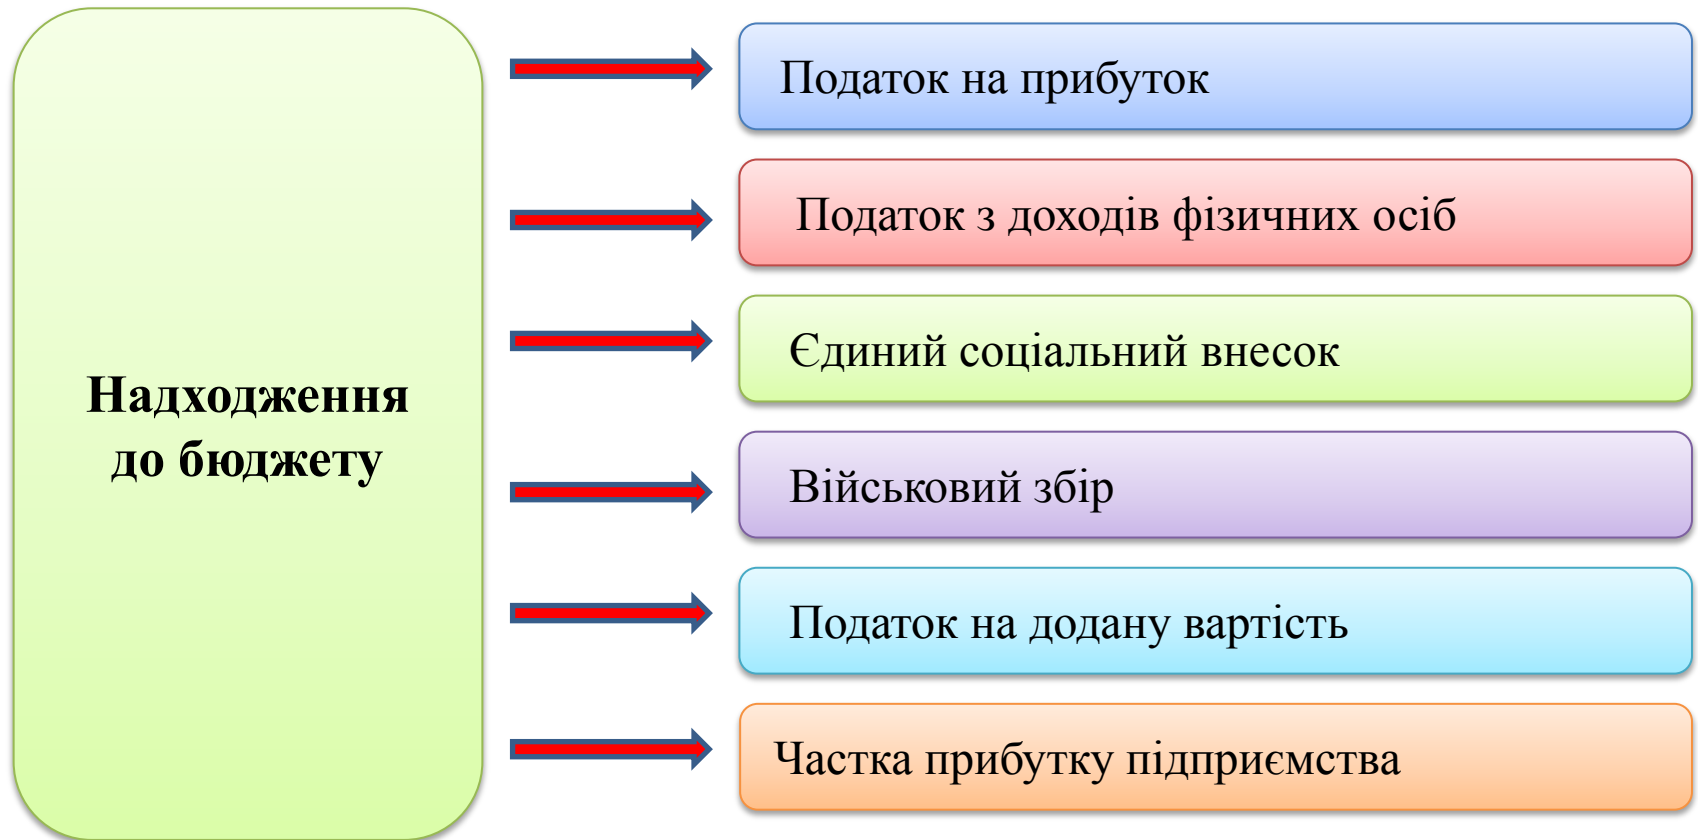 Надходження
до бюджету
Податок на прибуток
Податок з доходів фізичних осіб
Єдиний соціальний внесок
Військовий збір
Податок на додану вартість
Частка прибутку підприємства